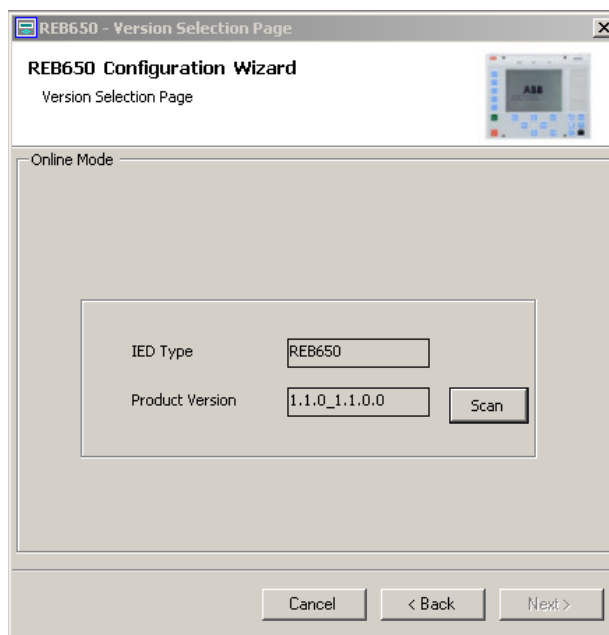 REB650 - Version Selection Page
REB650 Configuration Wizard
Version Selection Page
ABB
Online Mode
IED Type REB650
Product Version 1.1.0_1.1.0.0 Scan
Cancel < Back Next >